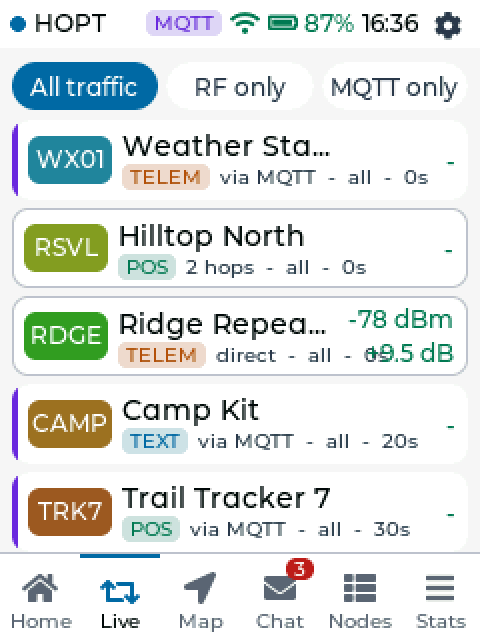 HOPT MQTT 87% 16:36
All traffic RF only MQTT only
WX01 Weather Sta... -
TELEM via MQTT - all - 0s
RSVL Hilltop North -
POS 2 hops - all - 0s
RDGE Ridge Repea... -78 dBm
TELEM direct - all - 0s +9.5 dB
CAMP Camp Kit -
TEXT via MQTT - all - 20s
TRK7 Trail Tracker 7 -
POS via MQTT - all - 30s
3
Home Live Map Chat Nodes Stats